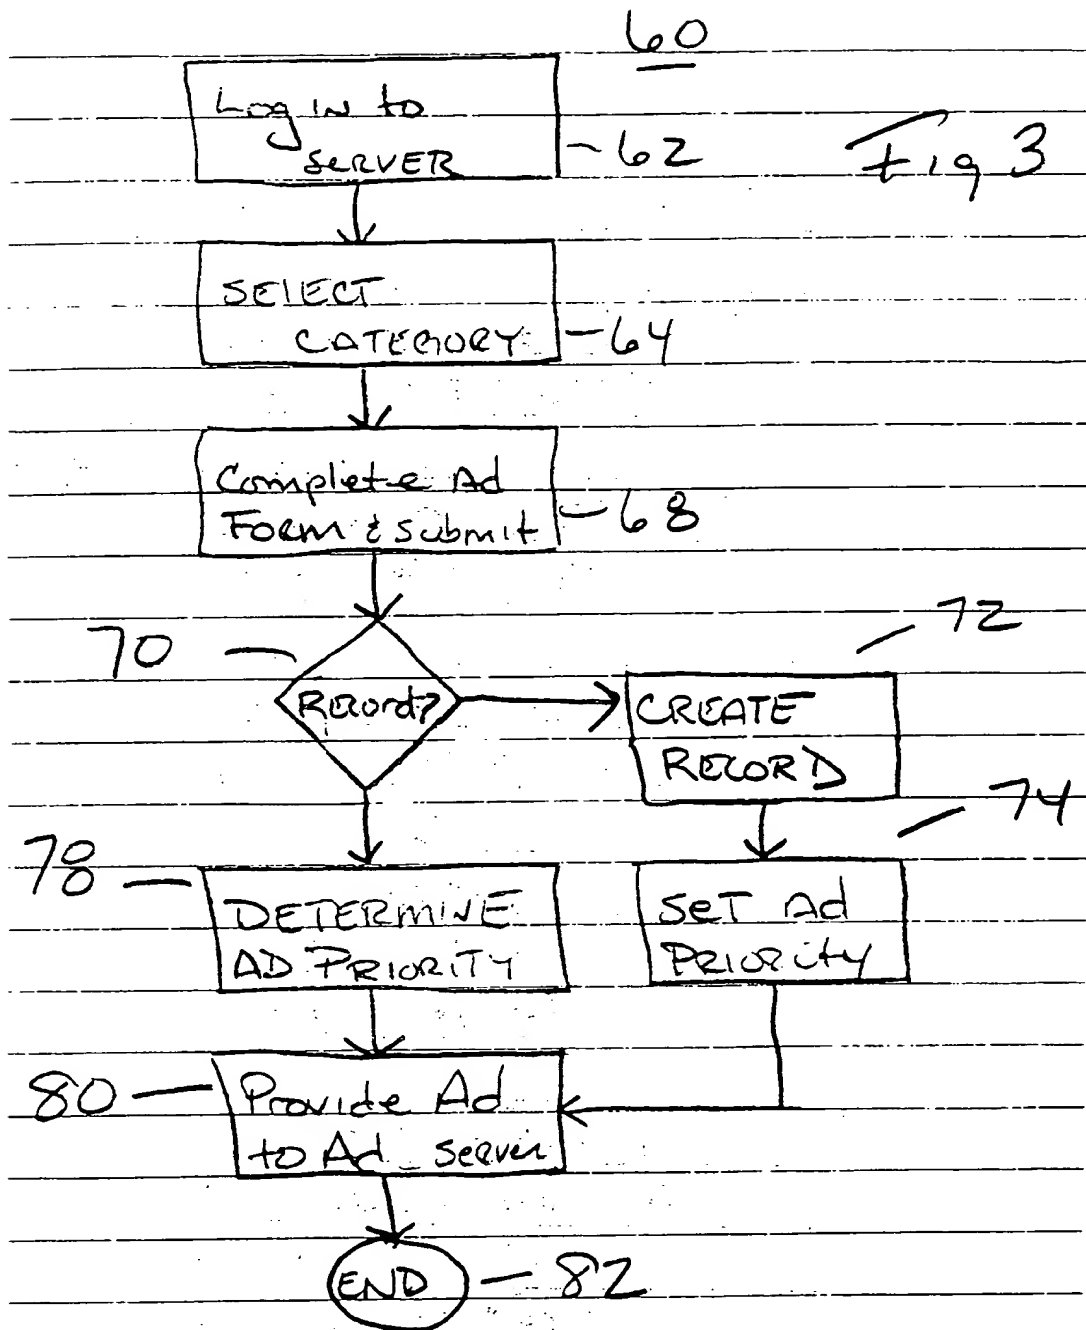 60
Log in to
SERVER
62
Fig 3
SELECT
CATEGORY
64
Complete Ad
Form & Submit
68
70
Record?
72
CREATE
RECORD
74
78
DETERMINE
AD PRIORITY
Set Ad
Priority
80
Provide Ad
to Ad server
END
82